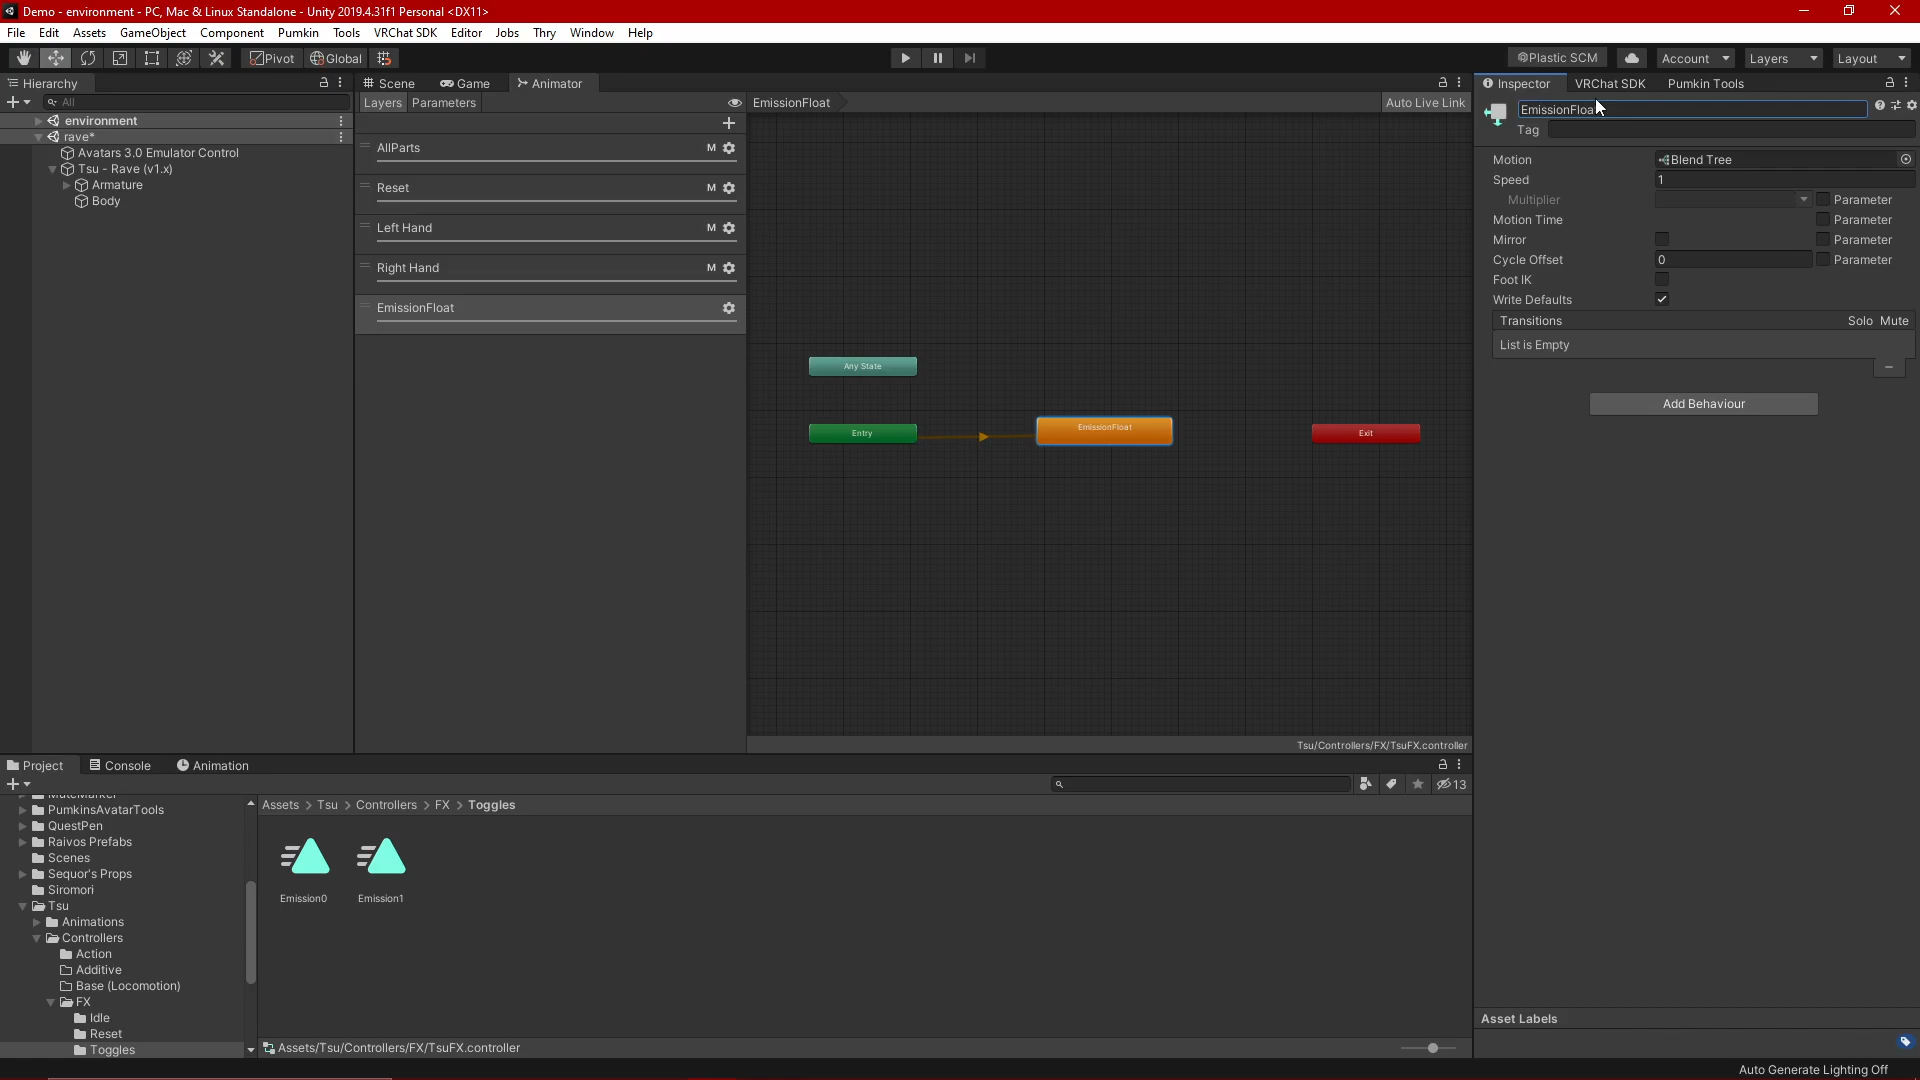 Demo - environment - PC, Mac & Linux Standalone - Unity 2019.4.31f1 Personal <DX11>
File Edit Assets GameObject Component Pumkin Tools VRChat SDK Editor Jobs Thry Window Help
Pivot Global Plastic SCM Account Layers Layout
Hierarchy
All
environment
rave*
Avatars 3.0 Emulator Control
Tsu - Rave (v1.x)
Armature
Body
Scene Game Animator
Layers Parameters
EmissionFloat Auto Live Link
AllParts M
Reset M
Left Hand M
Right Hand M
EmissionFloat
Any State
Entry
EmissionFloat
Exit
Tsu/Controllers/FX/TsuFX.controller
Inspector VRChat SDK Pumkin Tools
Tag
Motion Blend Tree
Speed 1
Multiplier Parameter
Motion Time Parameter
Mirror Parameter
Cycle Offset 0 Parameter
Foot IK
Write Defaults
Transitions Solo Mute
List is Empty
Add Behaviour
Asset Labels
Project Console Animation
13
PumkinsAvatarTools
QuestPen
Raivos Prefabs
Scenes
Sequor's Props
Siromori
Tsu
Animations
Controllers
Action
Additive
Base (Locomotion)
FX
Idle
Reset
Toggles
Assets > Tsu > Controllers > FX > Toggles
Emission0 Emission1
Assets/Tsu/Controllers/FX/TsuFX.controller
Auto Generate Lighting Off